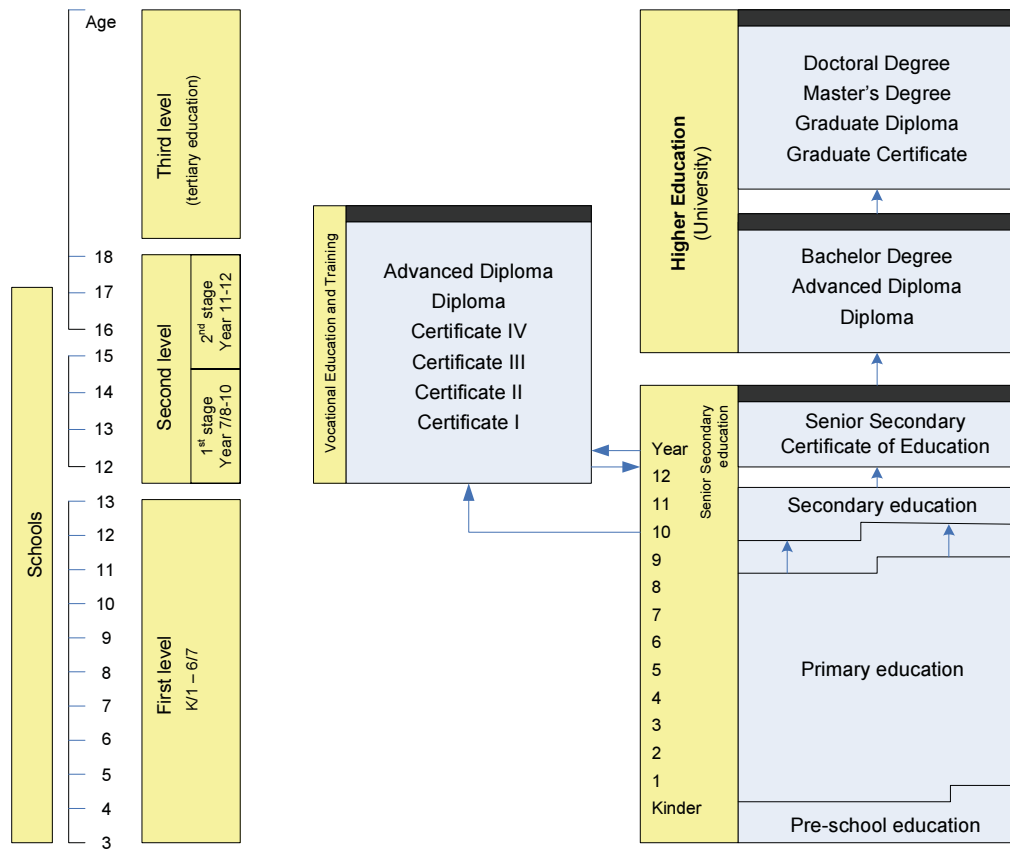 Age
18
17
16
15
14
13
12
13
12
11
10
9
8
7
6
5
4
3
Schools
Third level
(tertiary education)
Second level
2nd stage
Year 11-12
1st stage
Year 7/8-10
First level
K/1 – 6/7
Vocational Education and Training
Advanced Diploma
Diploma
Certificate IV
Certificate III
Certificate II
Certificate I
Higher Education
(University)
Doctoral Degree
Master’s Degree
Graduate Diploma
Graduate Certificate
Bachelor Degree
Advanced Diploma
Diploma
Senior Secondary
education
Year
12
11
10
9
8
7
6
5
4
3
2
1
Kinder
Senior Secondary
Certificate of Education
Secondary education
Primary education
Pre-school education